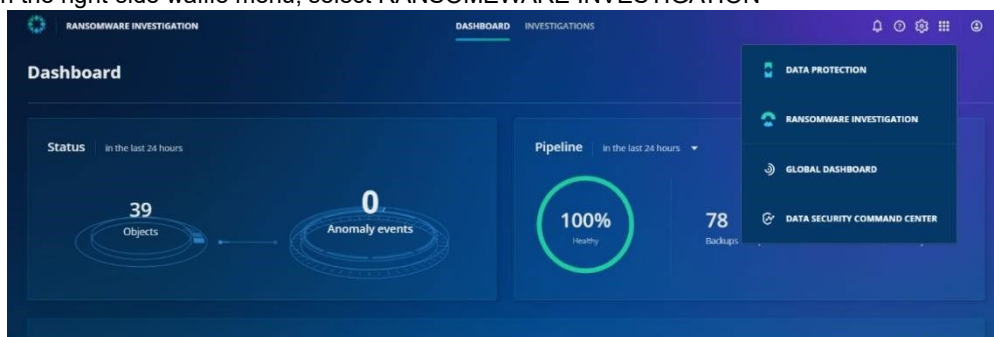 the right side waffle menu, select RANSOMEWARE INVESTIGATION
RANSOMWARE INVESTIGATION
DASHBOARD INVESTIGATIONS
Dashboard
DATA PROTECTION
RANSOMWARE INVESTIGATION
GLOBAL DASHBOARD
DATA SECURITY COMMAND CENTER
Status in the last 24 hours
39
Objects
0
Anomaly events
Pipeline in the last 24 hours
100%
Healthy
78
Backups